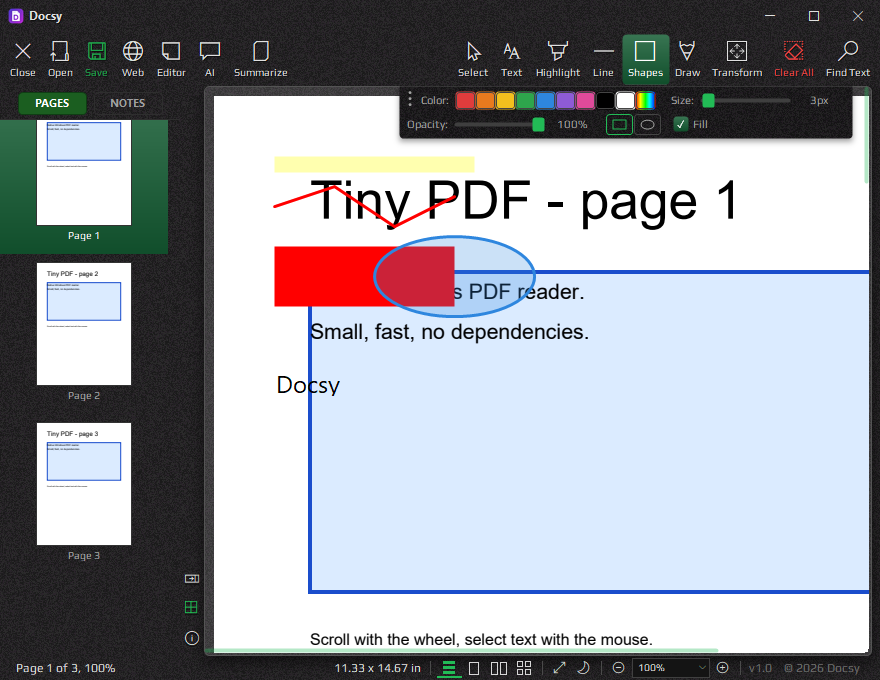 Docsy
Close Open Save Web Editor AI Summarize Select Text Highlight Line Shapes Draw Transform Clear All Find Text
PAGES NOTES
Color: Size: 3px
Opacity: 100% Fill
Page 1
Tiny PDF - page 2
Page 2
Tiny PDF - page 3
Page 3
Tiny PDF - page 1
s PDF reader.
Small, fast, no dependencies.
Docsy
Scroll with the wheel, select text with the mouse.
Page 1 of 3, 100% 11.33 x 14.67 in 100% v1.0 © 2026 Docsy